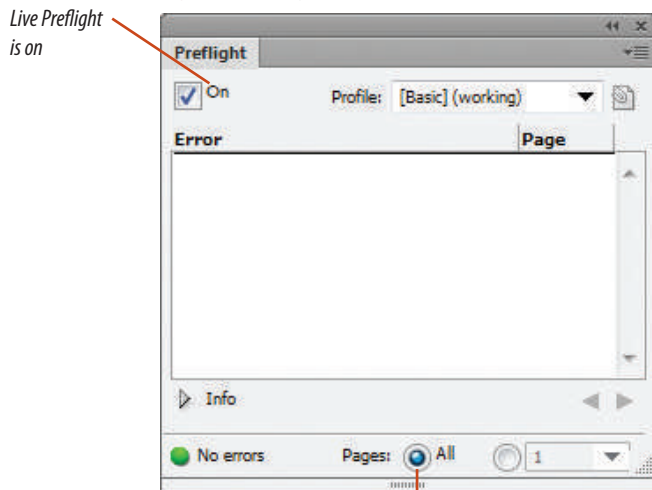 Live Preflight
is on
Preflight
On
Profile: [Basic] (working)
Error Page
Info
No errors Pages: All 1